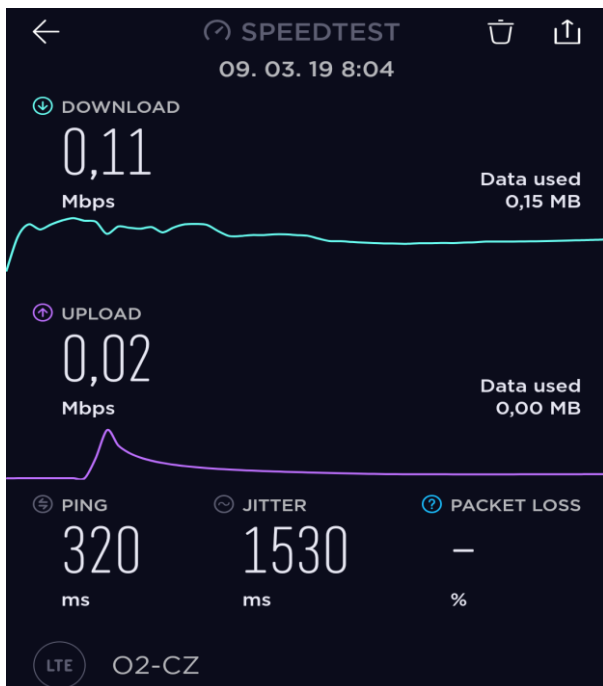 SPEEDTEST
09. 03. 19 8:04
DOWNLOAD
0,11
Mbps
Data used
0,15 MB
UPLOAD
0,02
Mbps
Data used
0,00 MB
PING
JITTER
PACKET LOSS
320
1530
–
ms
ms
%
LTE
O2-CZ